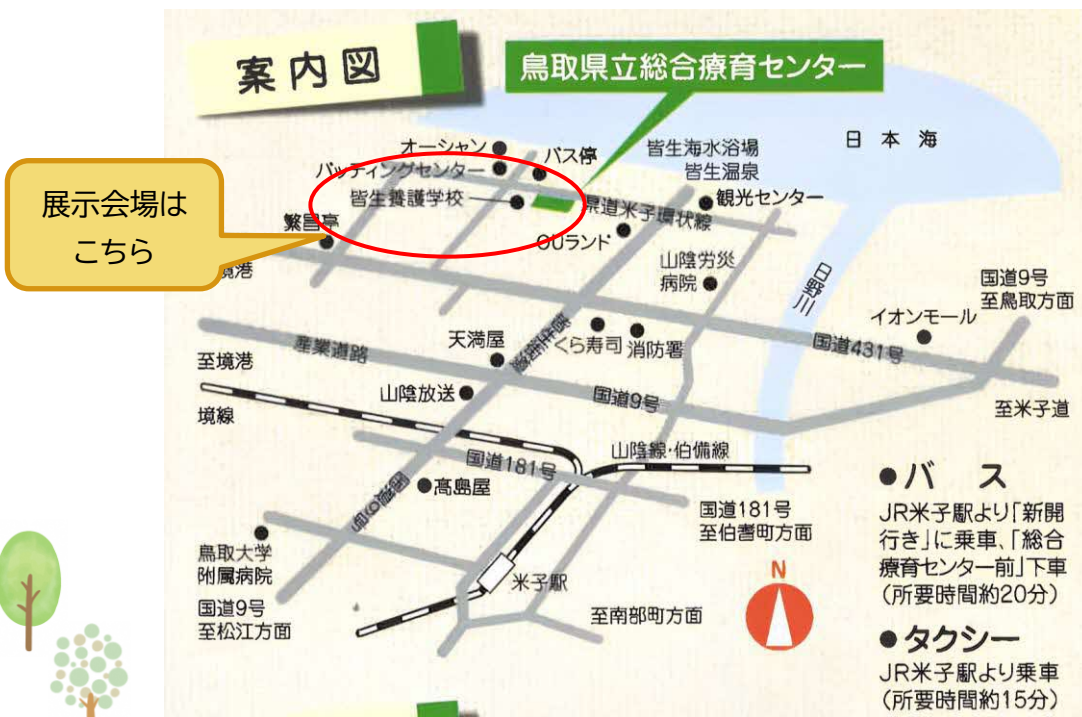 案内図
鳥取県立総合療育センター
日本海
オーシャン
バッティングセンター
バス停
皆生海水浴場
皆生温泉
皆生養護学校
観光センター
県道米子環状線
展示会場は
こちら
OUランド
山陰労災
病院
日野川
国道9号
至鳥取方面
イオンモール
国道431号
天満屋
くら寿司
消防署
産業道路
至境港
山陰放送
国道9号
至米子道
境線
山陰線・伯備線
国道181号
髙島屋
国道9号
国道181号
至伯耆町方面
鳥取大学
附属病院
米子駅
N
国道9号
至松江方面
至南部町方面
●バス
JR米子駅より「新開
行き」に乗車、「総合
療育センター前」下車
(所要時間約20分)
●タクシー
JR米子駅より乗車
(所要時間約15分)